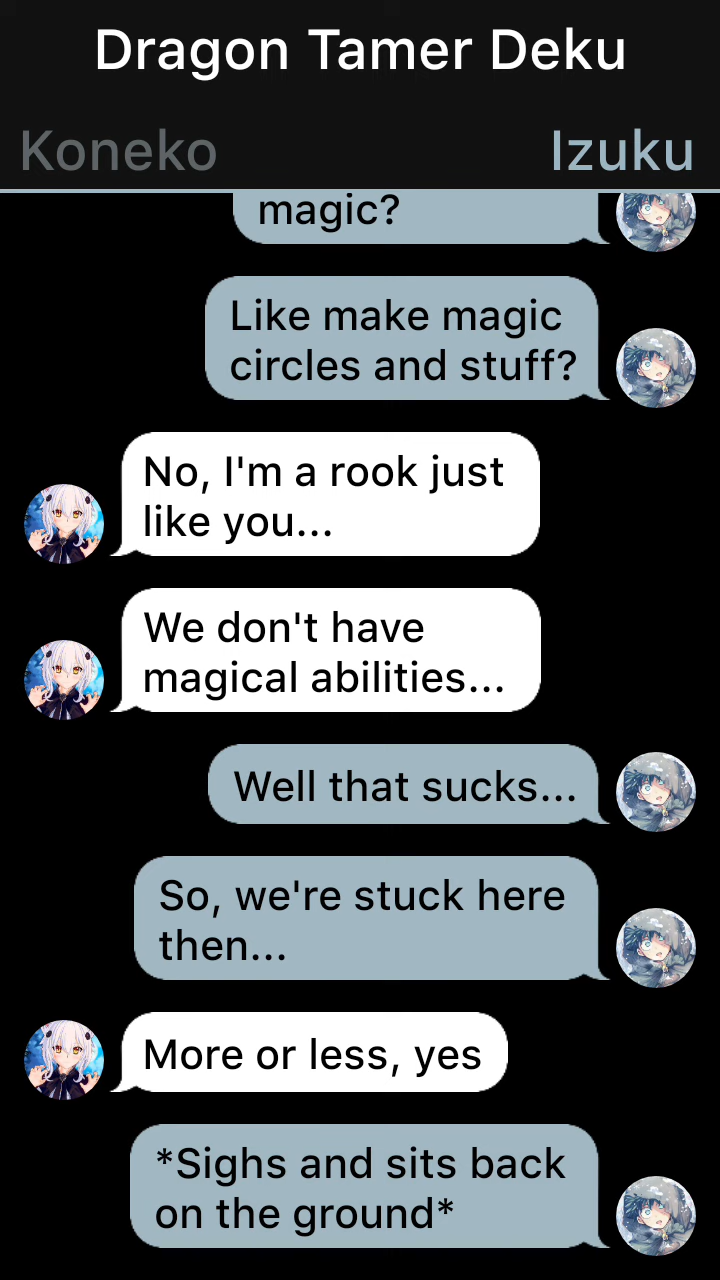 Dragon Tamer Deku
Koneko
Izuku
magic?
Like make magic
circles and stuff?
No, I'm a rook just
like you...
We don't have
magical abilities...
Well that sucks...
So, we're stuck here
then...
More or less, yes
*Sighs and sits back
on the ground*